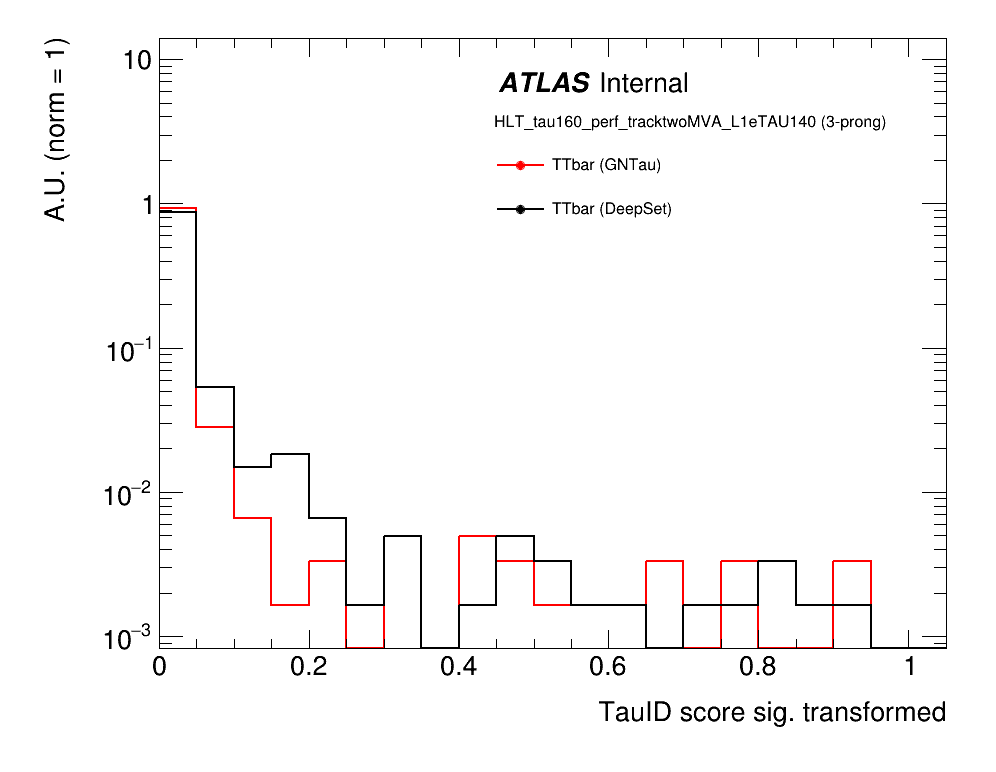 A.U. (norm = 1)
10
1
10⁻¹
10⁻²
10⁻³
ATLAS Internal
HLT_tau160_perf_tracktwoMVA_L1eTAU140 (3-prong)
TTbar (GNTau)
TTbar (DeepSet)
0 0.2 0.4 0.6 0.8 1
TauID score sig. transformed